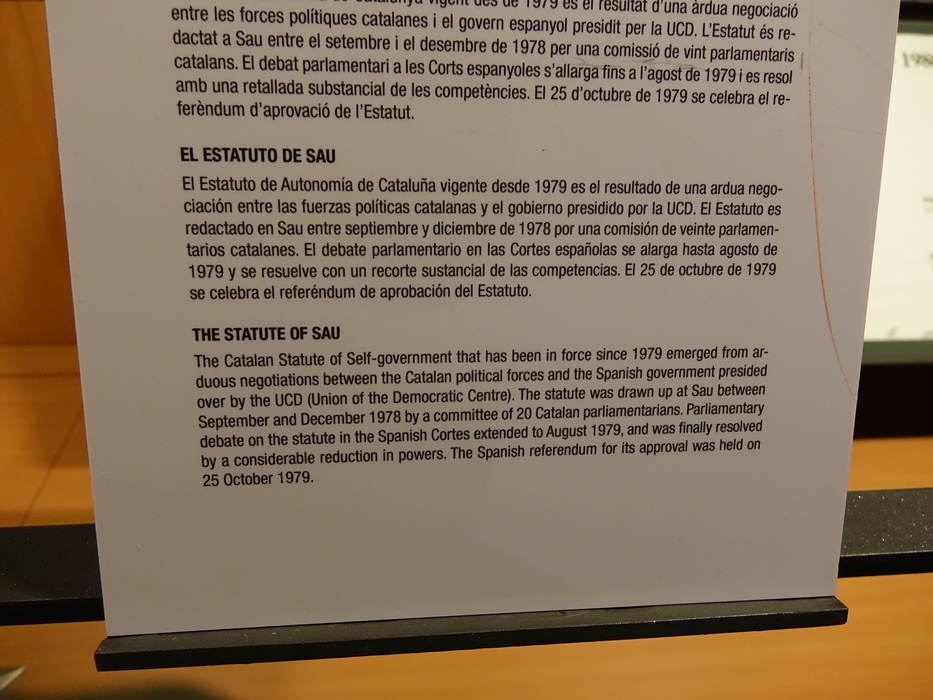 Catalunya vigent des de 1979 és el resultat d'una àrdua negociació
entre les forces polítiques catalanes i el govern espanyol presidit per la UCD. L'Estatut és re-
dactat a Sau entre el setembre i el desembre de 1978 per una comissió de vint parlamentaris
catalans. El debat parlamentari a les Corts espanyoles s'allarga fins a l'agost de 1979 i es resol
amb una retallada substancial de les competències. El 25 d'octubre de 1979 se celebra el re-
ferèndum d'aprovació de l'Estatut.
EL ESTATUTO DE SAU
El Estatuto de Autonomía de Cataluña vigente desde 1979 es el resultado de una ardua nego-
ciación entre las fuerzas políticas catalanas y el gobierno presidido por la UCD. El Estatuto es
redactado en Sau entre septiembre y diciembre de 1978 por una comisión de veinte parlamen-
tarios catalanes. El debate parlamentario en las Cortes españolas se alarga hasta agosto de
1979 y se resuelve con un recorte sustancial de las competencias. El 25 de octubre de 1979
se celebra el referéndum de aprobación del Estatuto.
THE STATUTE OF SAU
The Catalan Statute of Self-government that has been in force since 1979 emerged from ar-
duous negotiations between the Catalan political forces and the Spanish government presided
over by the UCD (Union of the Democratic Centre). The statute was drawn up at Sau between
September and December 1978 by a committee of 20 Catalan parliamentarians. Parliamentary
debate on the statute in the Spanish Cortes extended to August 1979, and was finally resolved
by a considerable reduction in powers. The Spanish referendum for its approval was held on
25 October 1979.